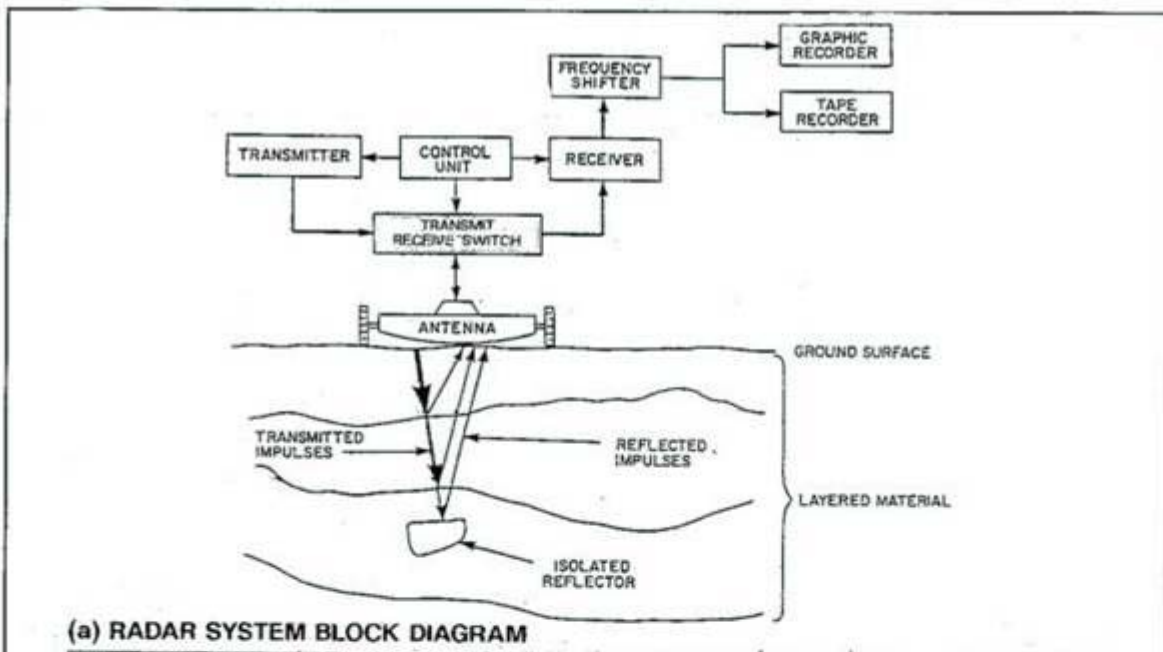 GRAPHIC
RECORDER
FREQUENCY
SHIFTER
TAPE
RECORDER
TRANSMITTER
CONTROL
UNIT
RECEIVER
TRANSMIT
RECEIVE SWITCH
ANTENNA
GROUND SURFACE
TRANSMITTED
IMPULSES
REFLECTED
IMPULSES
LAYERED MATERIAL
ISOLATED
REFLECTOR
(a) RADAR SYSTEM BLOCK DIAGRAM